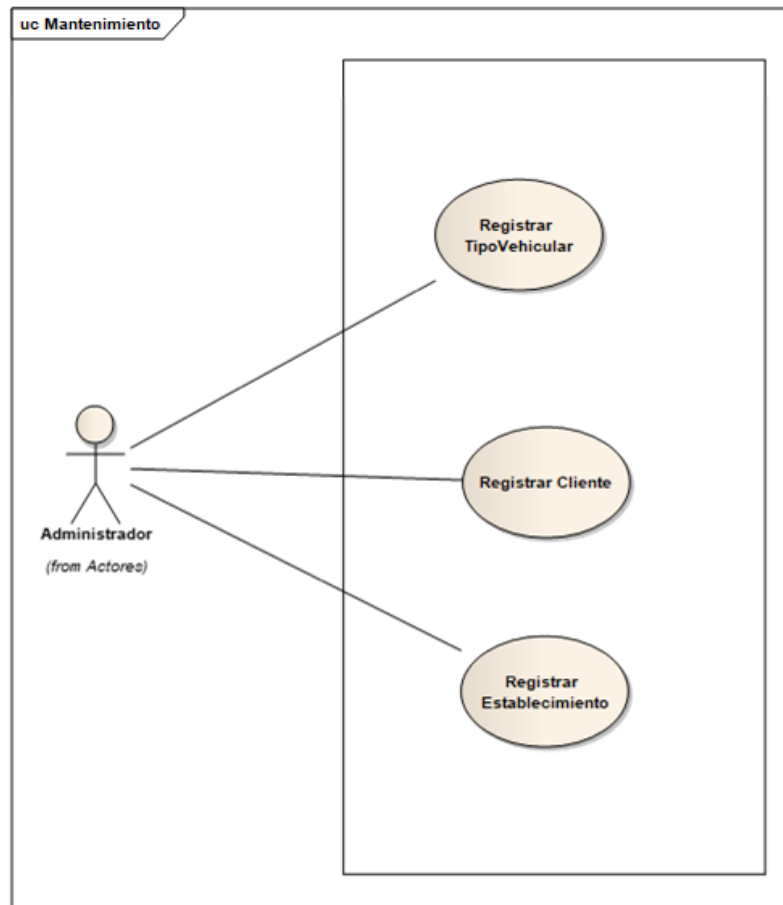 uc Mantenimiento
Registrar
TipoVehicular
Registrar Cliente
Administrador
(from Actores)
Registrar
Establecimiento